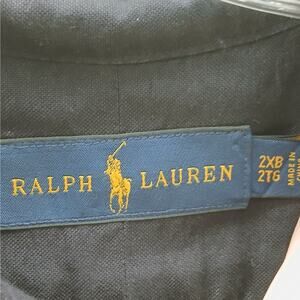 RALPH LAUREN
2XB
2TG
MADE IN
CHINA